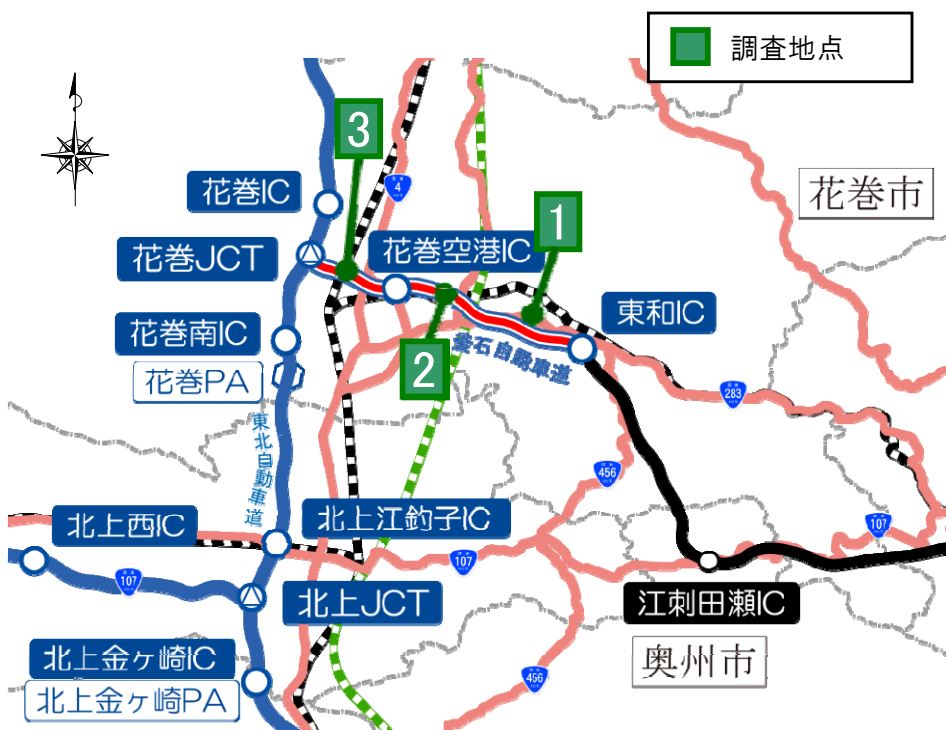 調査地点
3
花巻IC
4
1
花巻市
花巻JCT
花巻空港IC
東和IC
花巻南IC
2
釜石自動車道
花巻PA
283
東北自動車道
456
北上西IC
北上江釣子IC
107
107
107
北上JCT
江刺田瀬IC
北上金ヶ崎IC
奥州市
456
北上金ヶ崎PA